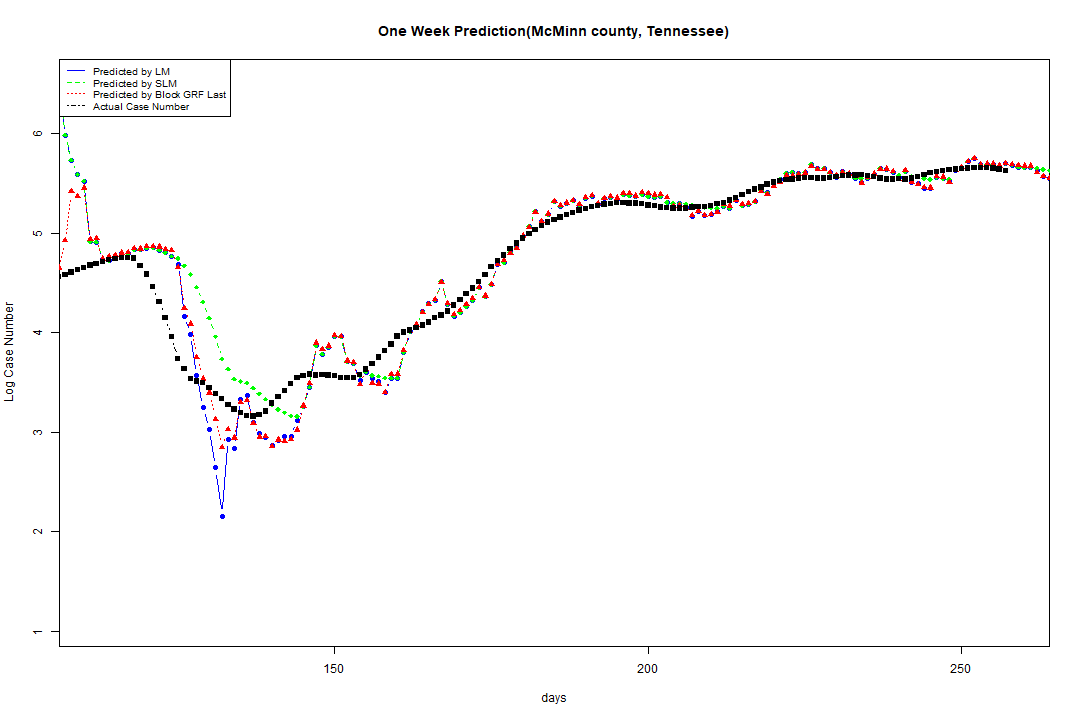 One Week Prediction(McMinn county, Tennessee)
Predicted by LM
Predicted by SLM
Predicted by Block GRF Last
Actual Case Number
6
5
4
3
2
1
Log Case Number
150
200
250
days